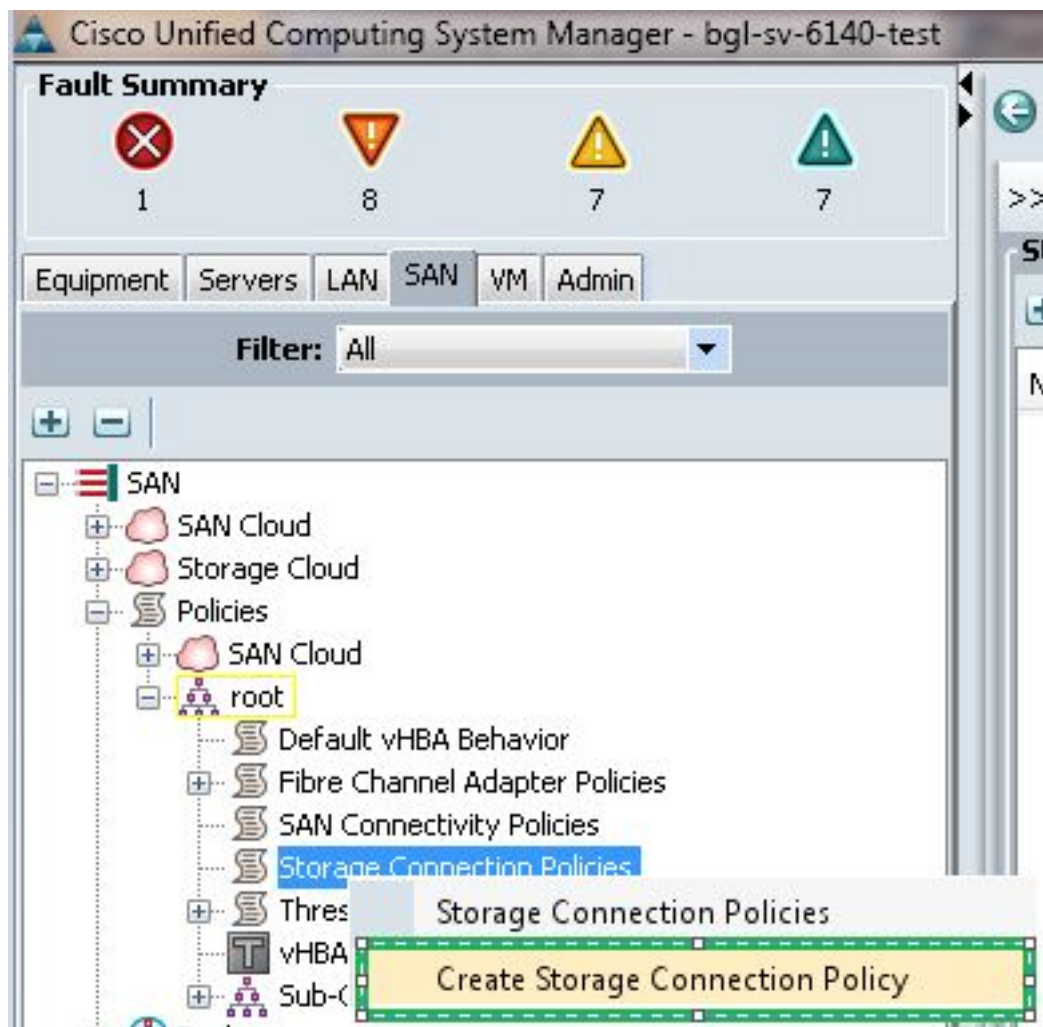 Cisco Unified Computing System Manager - bgl-sv-6140-test
Fault Summary
1 8 7 7
>>
Equipment Servers LAN SAN VM Admin
Filter: All
SAN
SAN Cloud
Storage Cloud
Policies
SAN Cloud
root
Default vHBA Behavior
Fibre Channel Adapter Policies
SAN Connectivity Policies
Storage Connection Policies
Thres
Storage Connection Policies
vHBA
Create Storage Connection Policy
Sub-